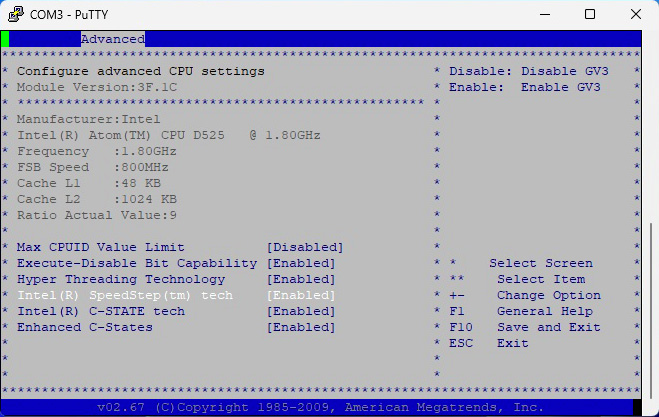 COM3 - PuTTY
Advanced
********************************************************************************
* Configure advanced CPU settings * Disable: Disable GV3 *
* Module Version:3F.1C * Enable: Enable GV3 *
* *************************************************** * *
* Manufacturer:Intel * *
* Intel(R) Atom(TM) CPU D525 @ 1.80GHz * *
* Frequency :1.80GHz * *
* FSB Speed :800MHz * *
* Cache L1 :48 KB * *
* Cache L2 :1024 KB * *
* Ratio Actual Value:9 * *
* * *
* Max CPUID Value Limit [Disabled] * *
* Execute-Disable Bit Capability [Enabled] * * Select Screen *
* Hyper Threading Technology [Enabled] * ** Select Item *
* Intel(R) SpeedStep(tm) tech [Enabled] * +- Change Option *
* Intel(R) C-STATE tech [Enabled] * F1 General Help *
* Enhanced C-States [Enabled] * F10 Save and Exit *
* * ESC Exit *
* * *
* * *
********************************************************************************
v02.67 (C)Copyright 1985-2009, American Megatrends, Inc.